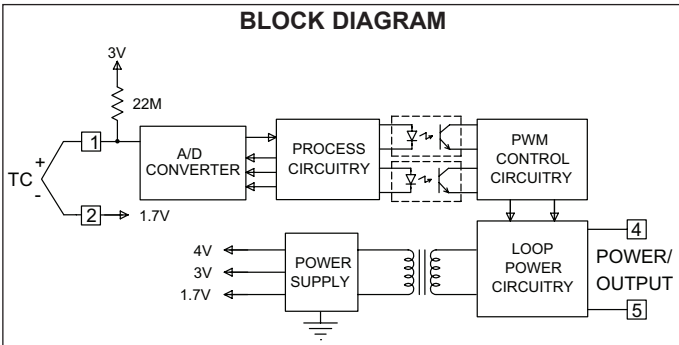 BLOCK DIAGRAM
3V
22M
1
TC
+
-
2
1.7V
A/D
CONVERTER
PROCESS
CIRCUITRY
PWM
CONTROL
CIRCUITRY
4V
3V
1.7V
POWER
SUPPLY
LOOP
POWER
CIRCUITRY
4
POWER/
OUTPUT
5